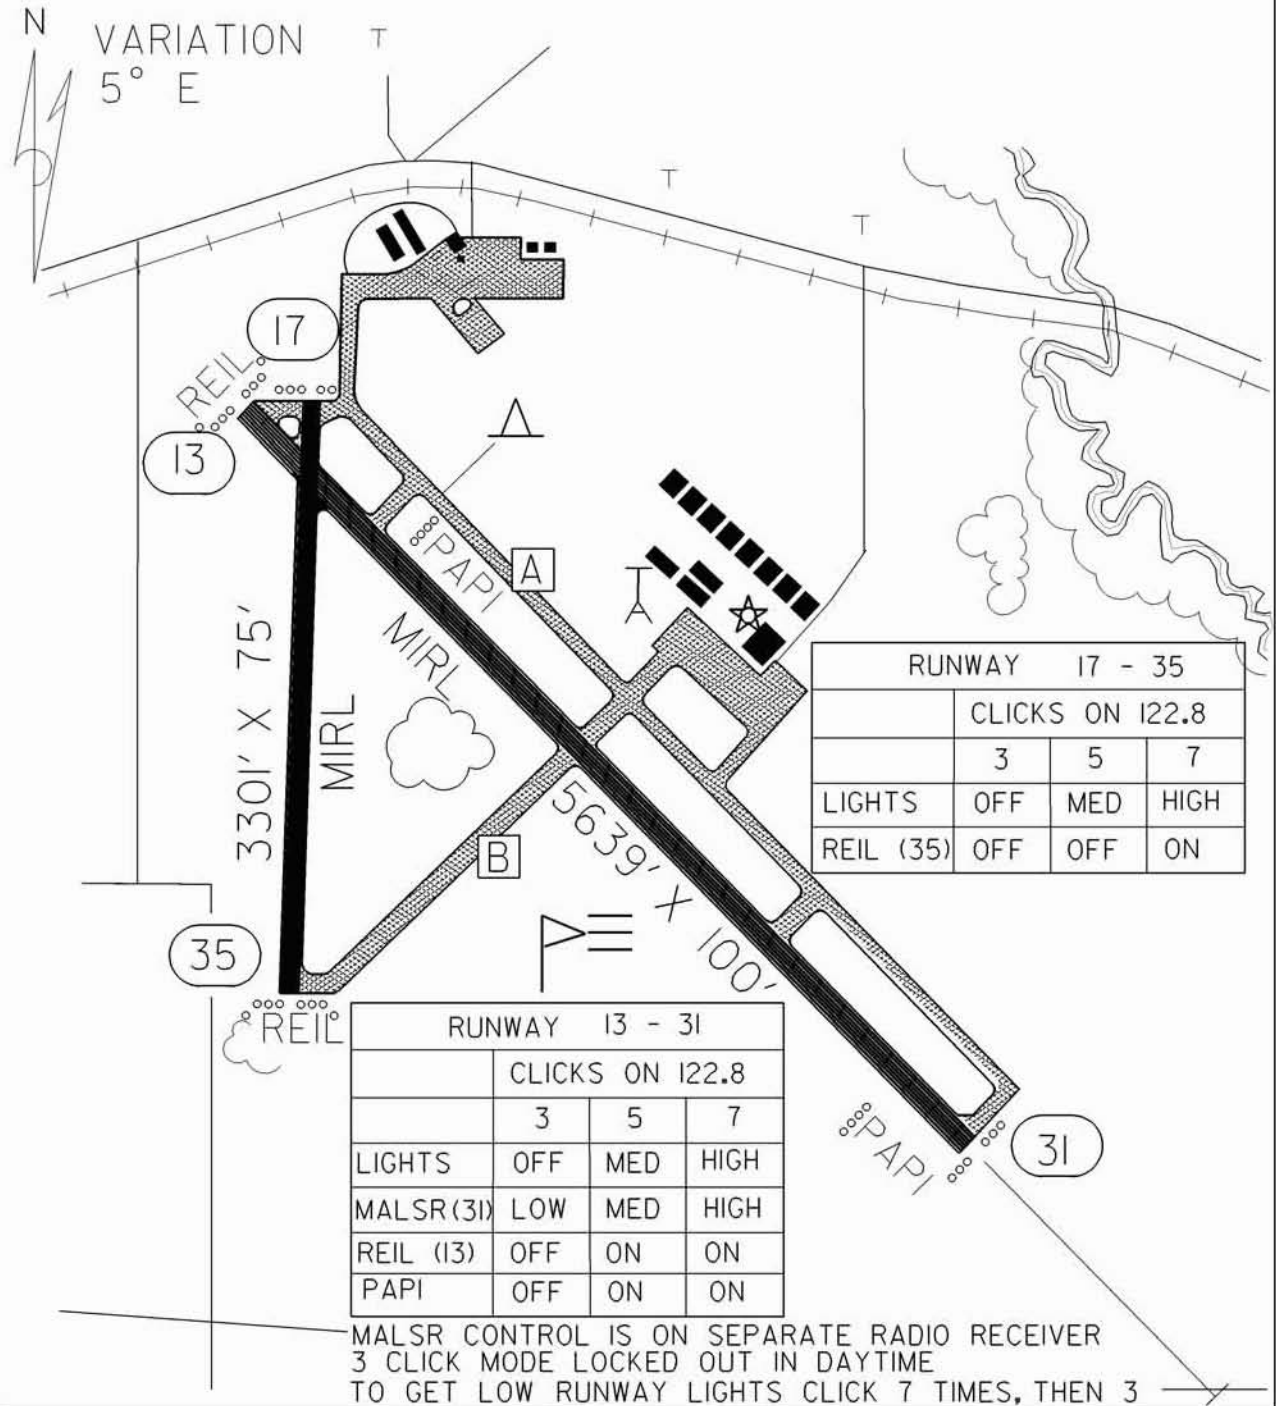 N
VARIATION
5° E
T
T
T
17
REIL
13
PAPI
A
MIRL
3301' X 75'
MIRL
5639' X 100'
B
35
REIL
PAPI
31
RUNWAY 17 - 35
CLICKS ON 122.8
3 5 7
LIGHTS OFF MED HIGH
REIL (35) OFF OFF ON
RUNWAY 13 - 31
CLICKS ON 122.8
3 5 7
LIGHTS OFF MED HIGH
MALSR(31) LOW MED HIGH
REIL (13) OFF ON ON
PAPI OFF ON ON
MALSR CONTROL IS ON SEPARATE RADIO RECEIVER
3 CLICK MODE LOCKED OUT IN DAYTIME
TO GET LOW RUNWAY LIGHTS CLICK 7 TIMES, THEN 3